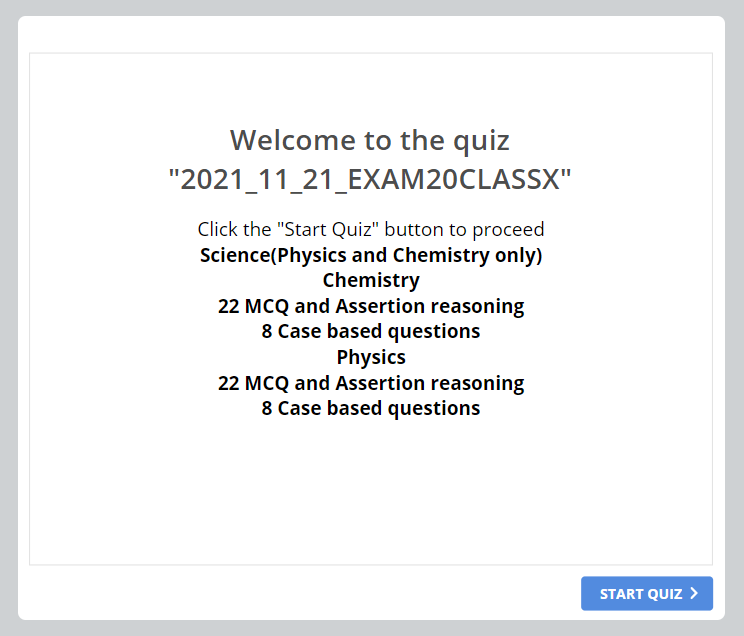 Welcome to the quiz
"2021_11_21_EXAM20CLASSX"
Click the "Start Quiz" button to proceed
Science(Physics and Chemistry only)
Chemistry
22 MCQ and Assertion reasoning
8 Case based questions
Physics
22 MCQ and Assertion reasoning
8 Case based questions
START QUIZ